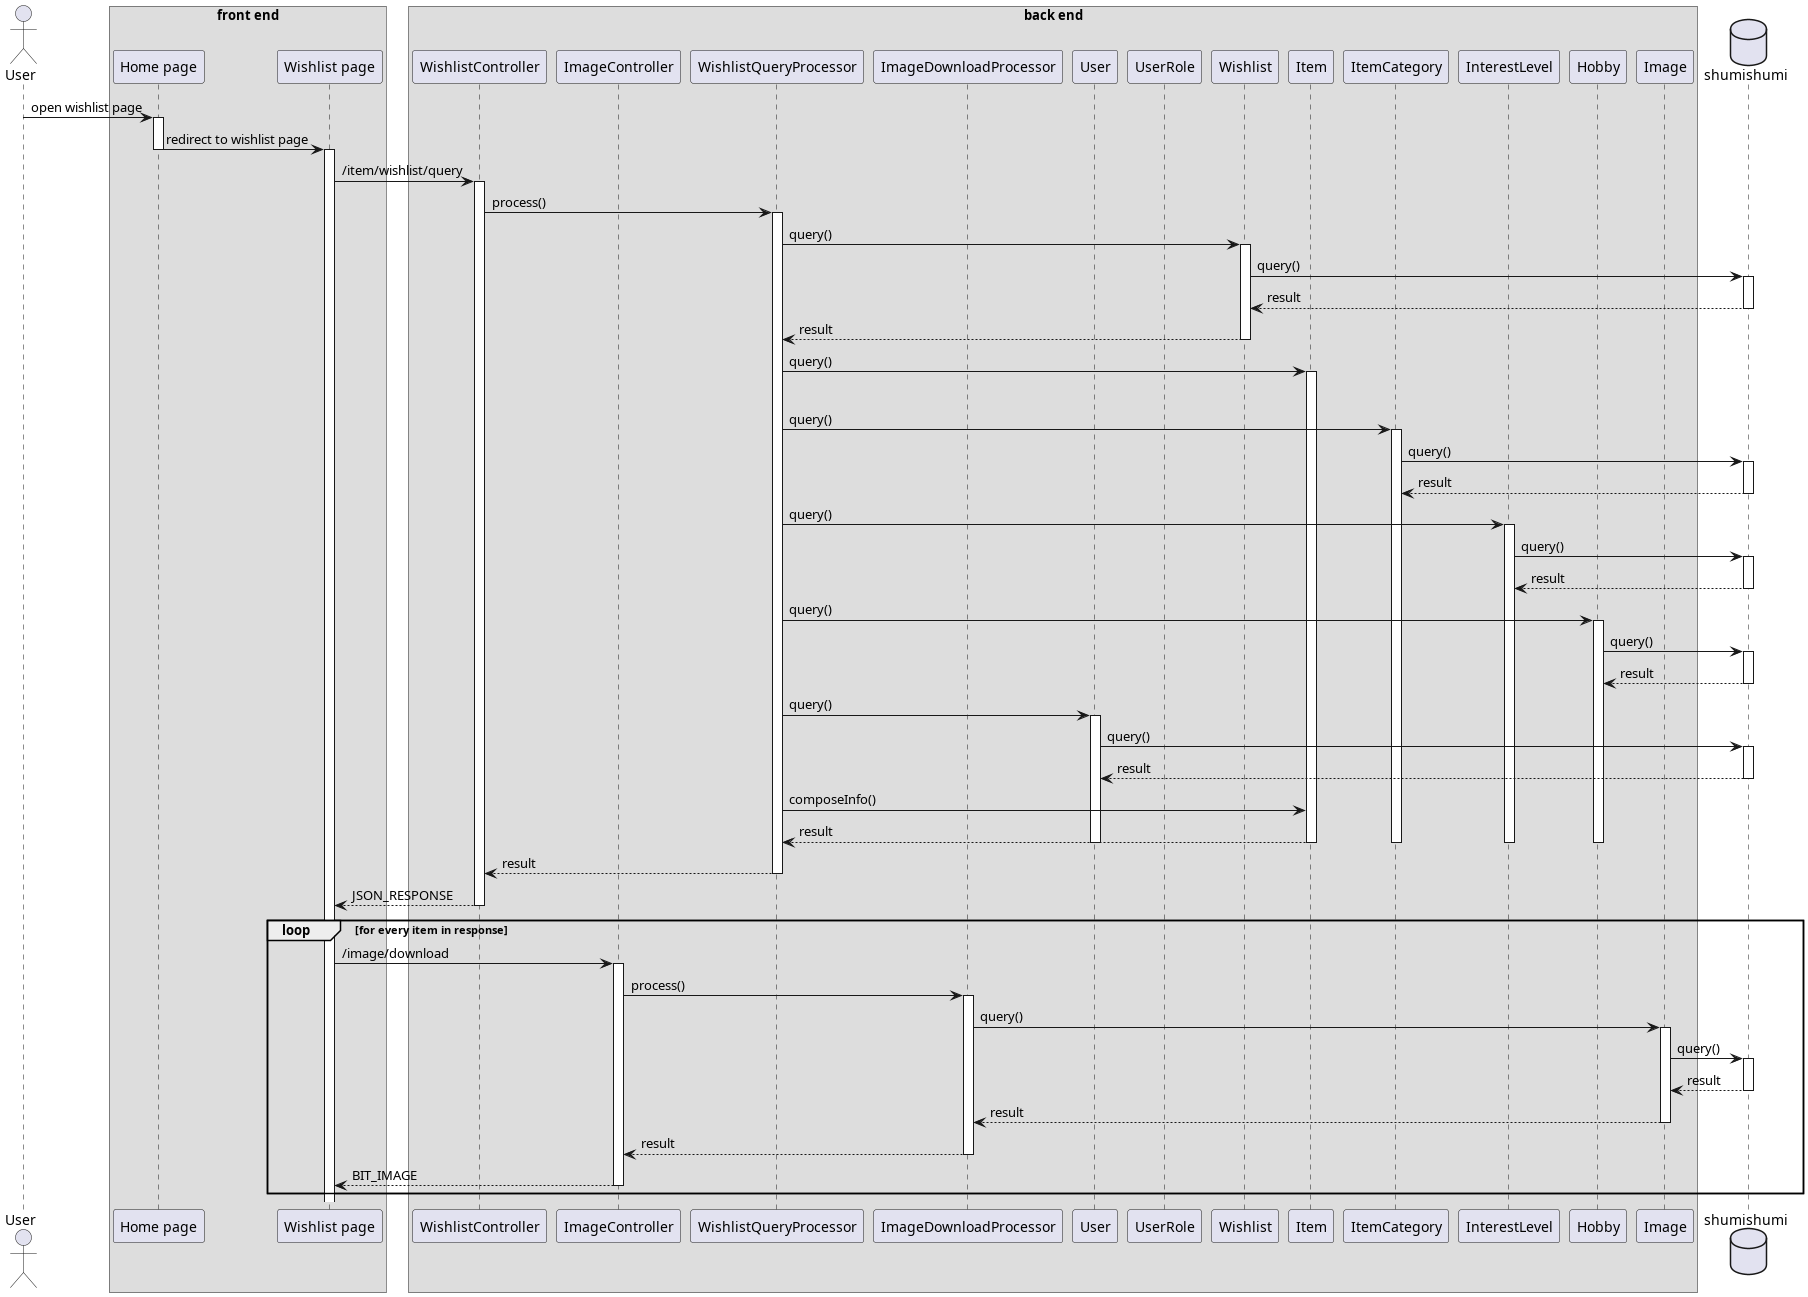 front end
back end
User
Home page
Wishlist page
WishlistController
ImageController
WishlistQueryProcessor
ImageDownloadProcessor
User
UserRole
Wishlist
Item
ItemCategory
InterestLevel
Hobby
Image
shumishumi
open wishlist page
redirect to wishlist page
/item/wishlist/query
process()
query()
query()
result
result
query()
query()
query()
result
query()
query()
result
query()
query()
result
query()
query()
result
composeInfo()
result
result
JSON_RESPONSE
loop
[for every item in response]
/image/download
process()
query()
query()
result
result
result
BIT_IMAGE
User
Home page
Wishlist page
WishlistController
ImageController
WishlistQueryProcessor
ImageDownloadProcessor
User
UserRole
Wishlist
Item
ItemCategory
InterestLevel
Hobby
Image
shumishumi